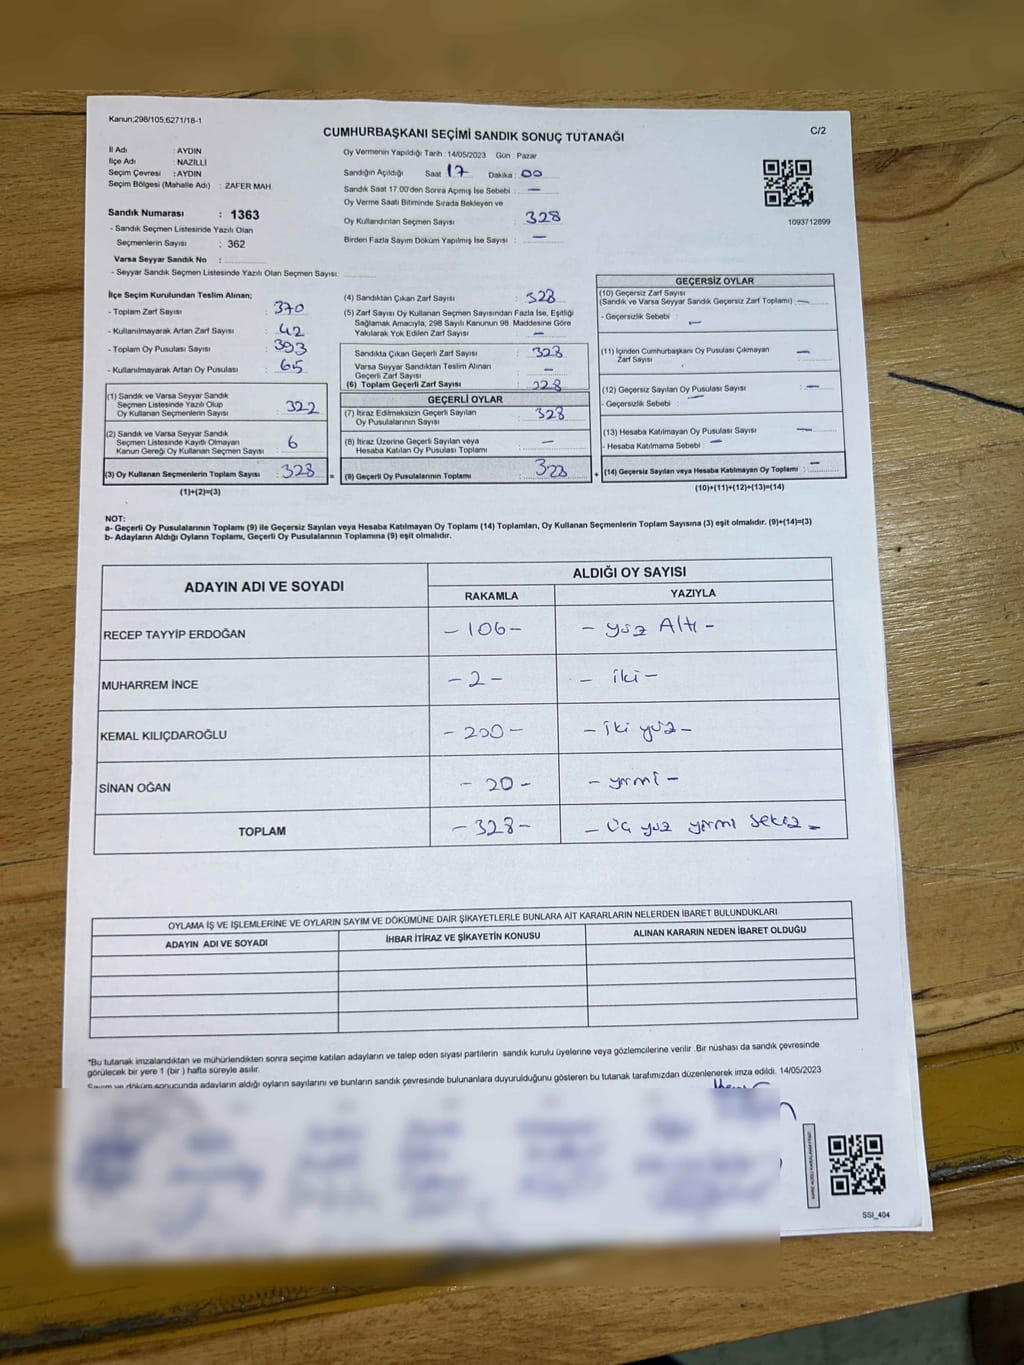 Kanun;298/105,6271/18-1
C/2
CUMHURBAŞKANI SEÇİMİ SANDIK SONUÇ TUTANAĞI
İl Adı : AYDIN
İlçe Adı : NAZİLLİ
Seçim Çevresi : AYDIN
Seçim Bölgesi (Mahalle Adı) : ZAFER MAH.
Sandık Numarası : 1363
- Sandık Seçmen Listesinde Yazılı Olan
Seçmenlerin Sayısı : 362
Varsa Seyyar Sandık No :
- Seyyar Sandık Seçmen Listesinde Yazılı Olan Seçmen Sayısı:
Oy Vermenin Yapıldığı Tarih : 14/05/2023 Gün : Pazar
Sandığın Açıldığı Saat : 17 Dakika : 00
Sandık Saat 17.00'den Sonra Açmış İse Sebebi : —
Oy Verme Saati Bitiminde Sırada Bekleyen ve
Oy Kullandırılan Seçmen Sayısı : 328
Birden Fazla Sayım Döküm Yapılmış İse Sayısı : —
1093712899
İlçe Seçim Kurulundan Teslim Alınan;
- Toplam Zarf Sayısı : 370
- Kullanılmayarak Artan Zarf Sayısı : 42
- Toplam Oy Pusulası Sayısı : 393
- Kullanılmayarak Artan Oy Pusulası : 65
(1) Sandık ve Varsa Seyyar Sandık
Seçmen Listesinde Yazılı Olup
Oy Kullanan Seçmenlerin Sayısı : 322
(2) Sandık ve Varsa Seyyar Sandık
Seçmen Listesinde Kayıtlı Olmayan
Kanun Gereği Oy Kullanan Seçmen Sayısı : 6
(3) Oy Kullanan Seçmenlerin Toplam Sayısı : 328
(1)+(2)=(3)
(4) Sandıktan Çıkan Zarf Sayısı : 328
(5) Zarf Sayısı Oy Kullanan Seçmen Sayısından Fazla İse, Eşitliği
Sağlamak Amacıyla, 298 Sayılı Kanunun 98. Maddesine Göre
Yakılarak Yok Edilen Zarf Sayısı : —
Sandıkta Çıkan Geçerli Zarf Sayısı : 328
Varsa Seyyar Sandıktan Teslim Alınan
Geçerli Zarf Sayısı : —
(6) Toplam Geçerli Zarf Sayısı : 328
GEÇERLİ OYLAR
(7) İtiraz Edilmeksizin Geçerli Sayılan
Oy Pusulasının Sayısı : 328
(8) İtiraz Üzerine Geçerli Sayılan veya
Hesaba Katılan Oy Pusulası Toplamı : —
= (9) Geçerli Oy Pusulalarının Toplamı : 328
GEÇERSİZ OYLAR
(10) Geçersiz Zarf Sayısı
(Sandık ve Varsa Seyyar Sandık Geçersiz Zarf Toplamı) : —
- Geçersizlik Sebebi : —
(11) İçinden Cumhurbaşkanı Oy Pusulası Çıkmayan
Zarf Sayısı : —
(12) Geçersiz Sayılan Oy Pusulası Sayısı : —
- Geçersizlik Sebebi : —
(13) Hesaba Katılmayan Oy Pusulası Sayısı : —
- Hesaba Katılmama Sebebi : —
+ (14) Geçersiz Sayılan veya Hesaba Katılmayan Oy Toplamı : —
(10)+(11)+(12)+(13)=(14)
NOT:
a- Geçerli Oy Pusulalarının Toplamı (9) ile Geçersiz Sayılan veya Hesaba Katılmayan Oy Toplamı (14) Toplamları, Oy Kullanan Seçmenlerin Toplam Sayısına (3) eşit olmalıdır. (9)+(14)=(3)
b- Adayların Aldığı Oyların Toplamı, Geçerli Oy Pusulalarının Toplamına (9) eşit olmalıdır.
ADAYIN ADI VE SOYADI
ALDIĞI OY SAYISI
RAKAMLA YAZIYLA
RECEP TAYYİP ERDOĞAN - 106 - - yüz Altı -
MUHARREM İNCE - 2 - - iki -
KEMAL KILIÇDAROĞLU - 200 - - iki yüz -
SİNAN OĞAN - 20 - - yirmi -
TOPLAM - 328 - - Üç yüz yirmi sekiz -
OYLAMA İŞ VE İŞLEMLERİNE VE OYLARIN SAYIM VE DÖKÜMÜNE DAİR ŞİKAYETLERLE BUNLARA AİT KARARLARIN NELERDEN İBARET BULUNDUKLARI
ADAYIN ADI VE SOYADI İHBAR İTİRAZ VE ŞİKAYETİN KONUSU ALINAN KARARIN NEDEN İBARET OLDUĞU
*Bu tutanak imzalandıktan ve mühürlendikten sonra seçime katılan adayların ve talep eden siyasi partilerin sandık kurulu üyelerine veya gözlemcilerine verilir .Bir nüshası da sandık çevresinde
görülecek bir yere 1 (bir ) hafta süreyle asılır.
Sayım ve döküm sonucunda adayların aldığı oyların sayılarını ve bunların sandık çevresinde bulunanlara duyurulduğunu gösteren bu tutanak tarafımızdan düzenlenerek imza edildi. 14/05/2023
SSI_404